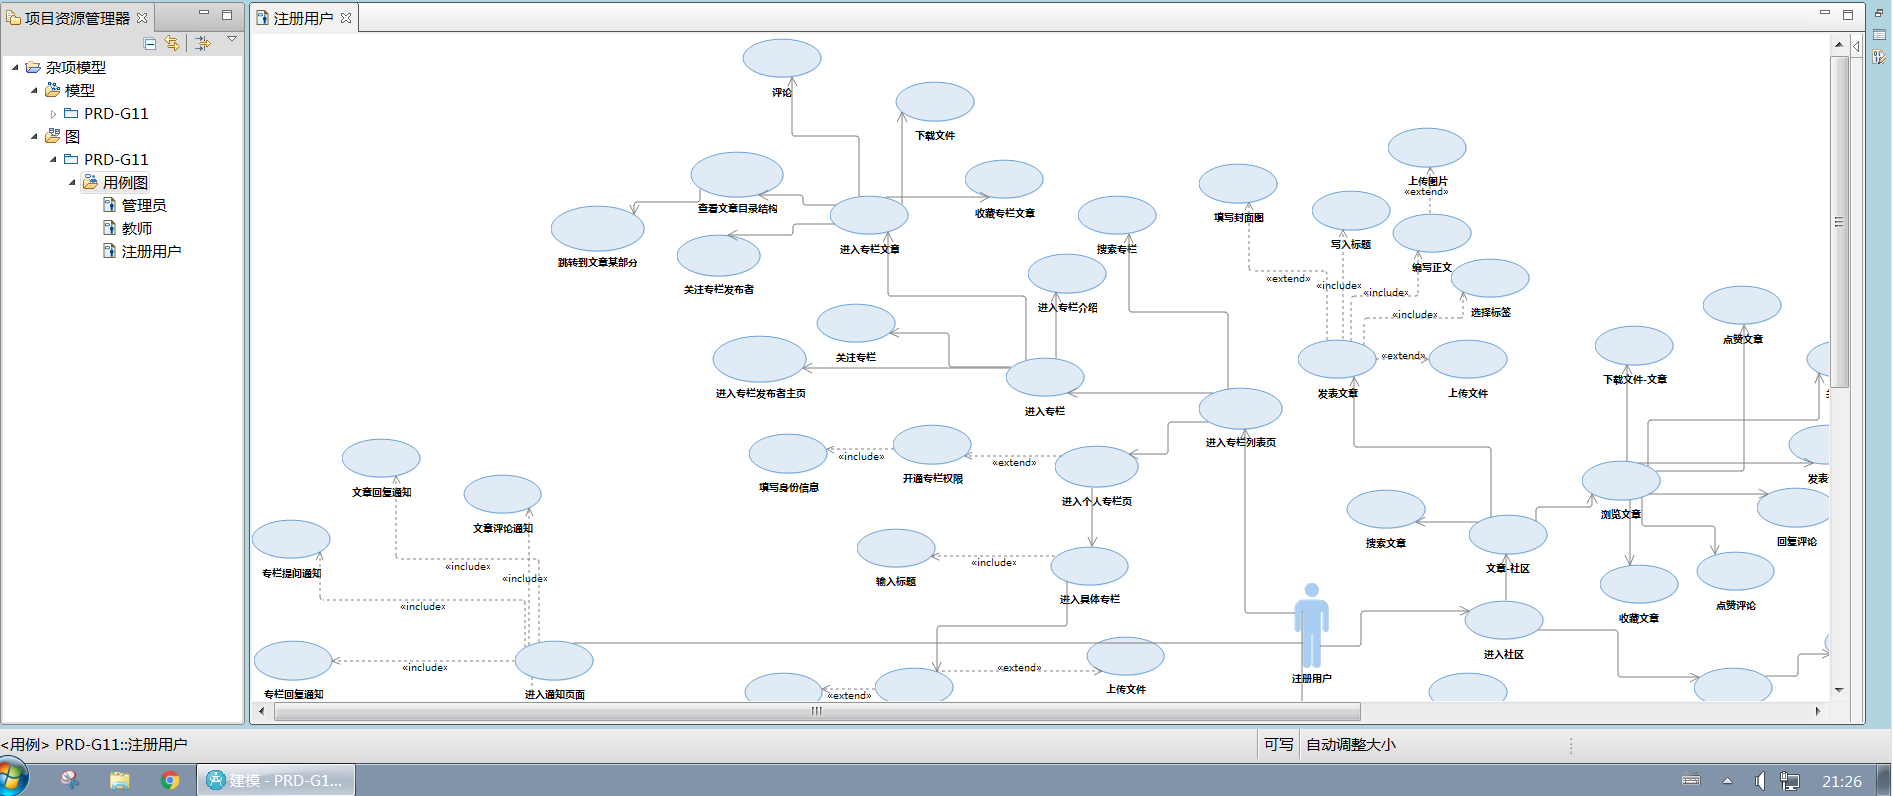 项目资源管理器
注册用户
杂项模型
模型
PRD-G11
图
PRD-G11
用例图
管理员
教师
注册用户
评论
下载文件
上传图片
«extend»
查看文章目录结构
收藏专栏文章
填写封面图
跳转到文章某部分
进入专栏文章
搜索专栏
写入标题
编写正文
关注专栏发布者
«extend»
«include»
«include»
进入专栏介绍
«include»
选择标签
点赞文章
关注专栏
«extend»
下载文件-文章
进入专栏发布者主页
发表文章
上传文件
进入专栏
进入专栏列表页
«include»
«extend»
填写身份信息
开通专栏权限
发表
文章回复通知
进入个人专栏页
浏览文章
文章评论通知
搜索文章
回复评论
«include»
«include»
«include»
专栏提问通知
输入标题
文章-社区
«include»
进入具体专栏
点赞评论
收藏文章
进入社区
«include»
«extend»
注册用户
专栏回复通知
进入通知页面
«extend»
上传文件
<用例> PRD-G11::注册用户
可写
自动调整大小
建模 - PRD-G1...
21:26